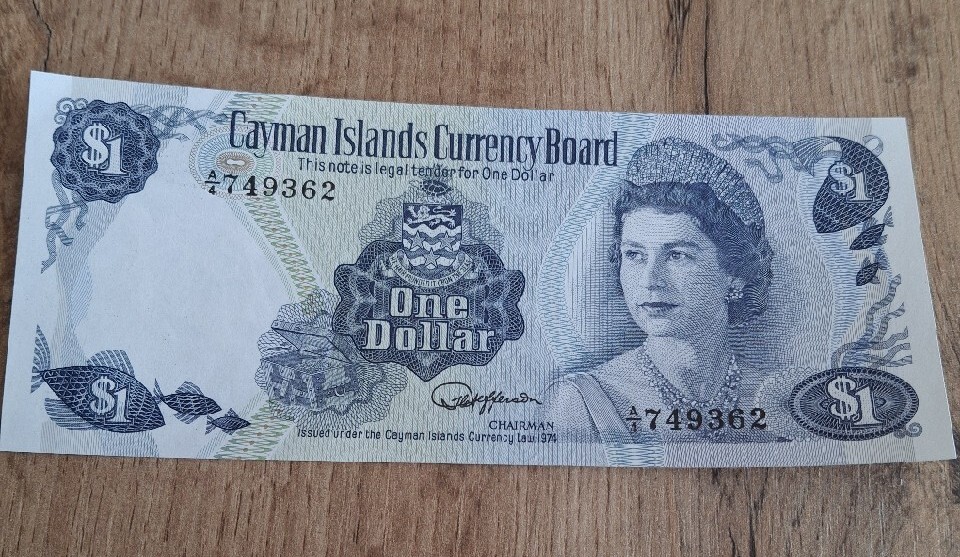 $1
Cayman Islands Currency Board
This note is legal tender for One Dollar
$1
A/4 749362
One
Dollar
$1
CHAIRMAN
A/4 749362
$1
Issued under the Cayman Islands Currency Law 1974